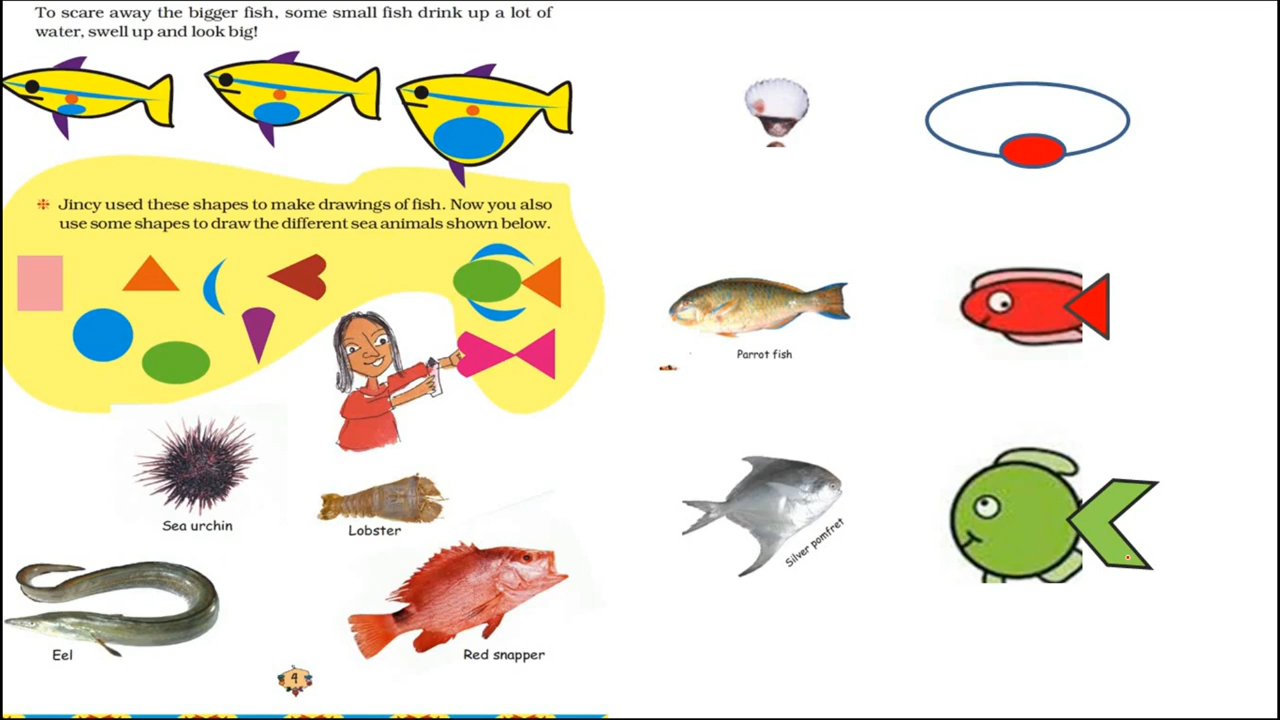 To scare away the bigger fish, some small fish drink up a lot of
water, swell up and look big!
Jincy used these shapes to make drawings of fish. Now you also
use some shapes to draw the different sea animals shown below.
Sea urchin
Lobster
Eel
Red snapper
4
Parrot fish
Silver pomfret